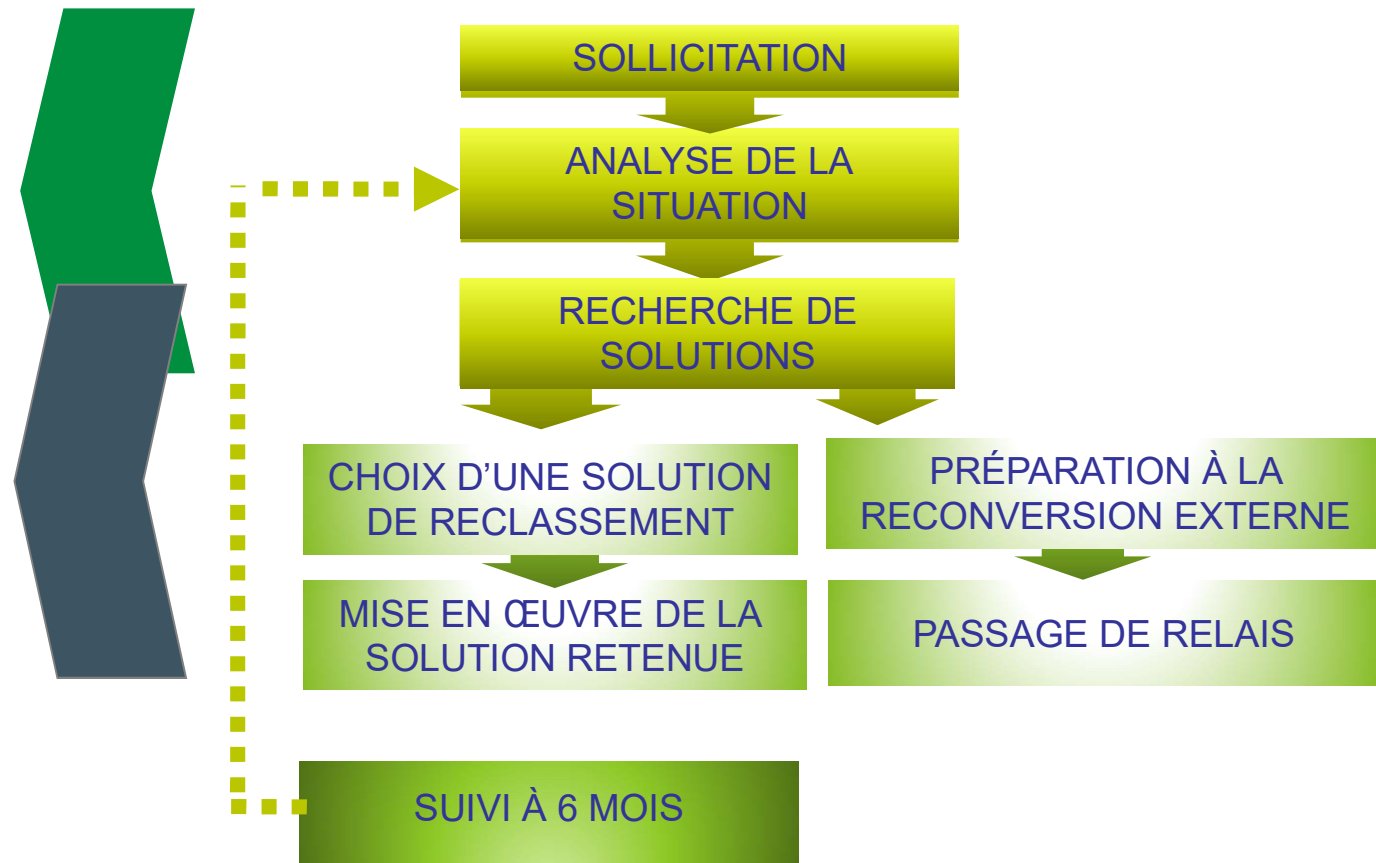 SOLLICITATION
ANALYSE DE LA
SITUATION
RECHERCHE DE
SOLUTIONS
CHOIX D’UNE SOLUTION
DE RECLASSEMENT
PRÉPARATION À LA
RECONVERSION EXTERNE
MISE EN ŒUVRE DE LA
SOLUTION RETENUE
PASSAGE DE RELAIS
SUIVI À 6 MOIS